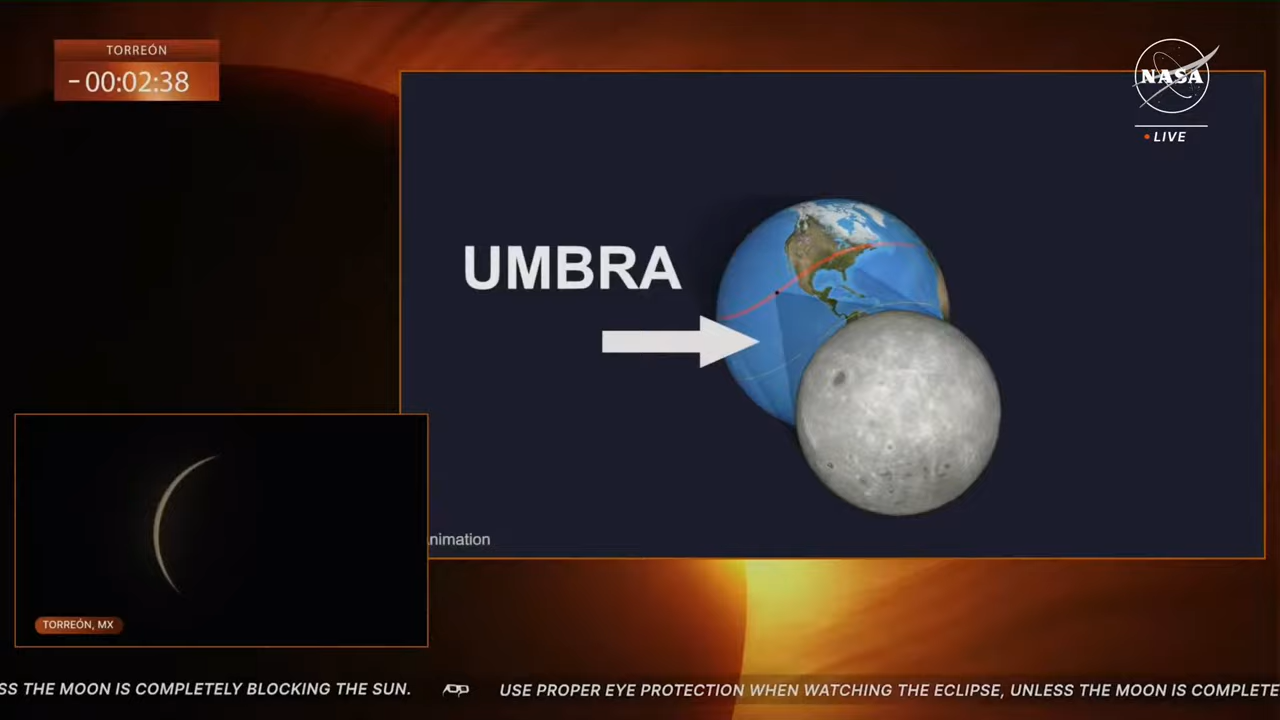 TORREÓN
-00:02:38
NASA
LIVE
UMBRA
nimation
TORREÓN, MX
SS THE MOON IS COMPLETELY BLOCKING THE SUN.
USE PROPER EYE PROTECTION WHEN WATCHING THE ECLIPSE, UNLESS THE MOON IS COMPLETE